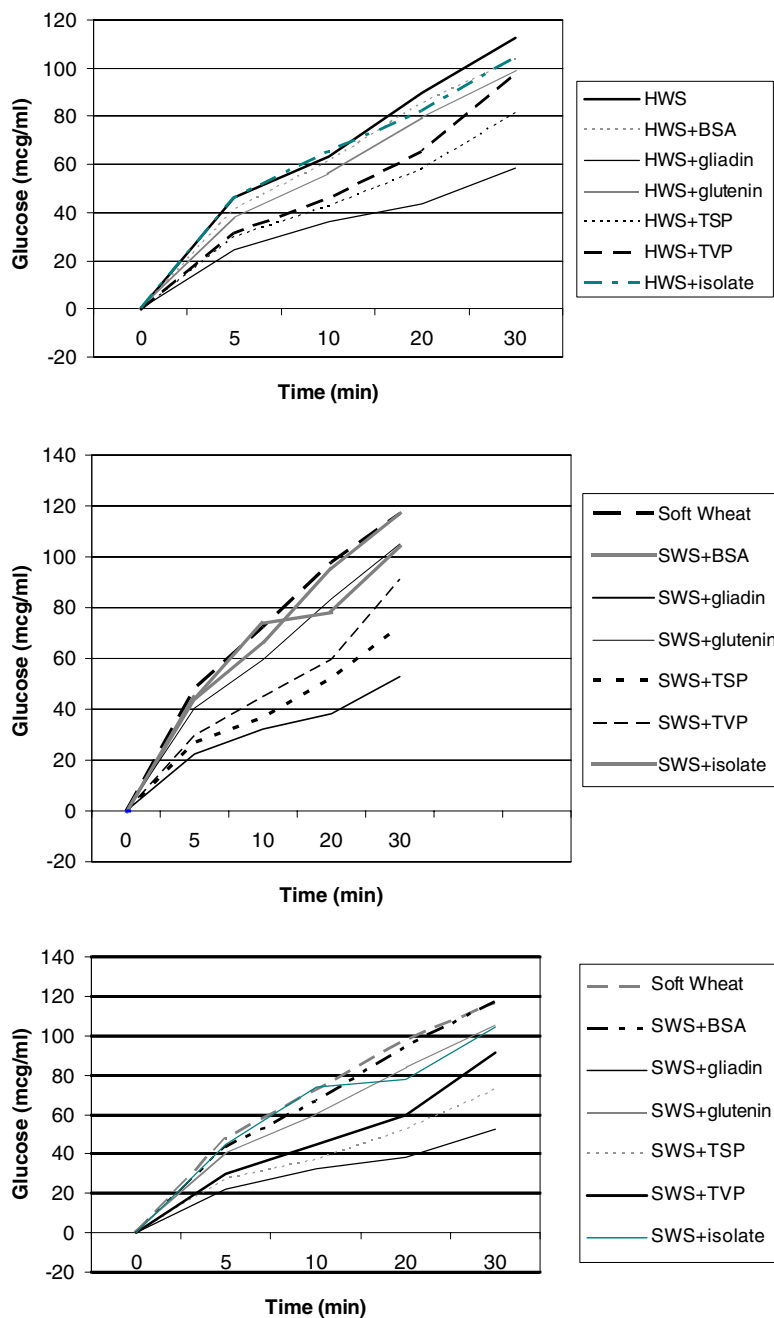 120
100
80
60
40
20
0
-20
Glucose (mcg/ml)
0 5 10 20 30
Time (min)
HWS
HWS+BSA
HWS+gliadin
HWS+glutenin
HWS+TSP
HWS+TVP
HWS+isolate
140
120
100
80
60
40
20
0
-20
Glucose (mcg/ml)
0 5 10 20 30
Time (min)
Soft Wheat
SWS+BSA
SWS+gliadin
SWS+glutenin
SWS+TSP
SWS+TVP
SWS+isolate
140
120
100
80
60
40
20
0
-20
Glucose (mcg/ml)
0 5 10 20 30
Time (min)
Soft Wheat
SWS+BSA
SWS+gliadin
SWS+glutenin
SWS+TSP
SWS+TVP
SWS+isolate